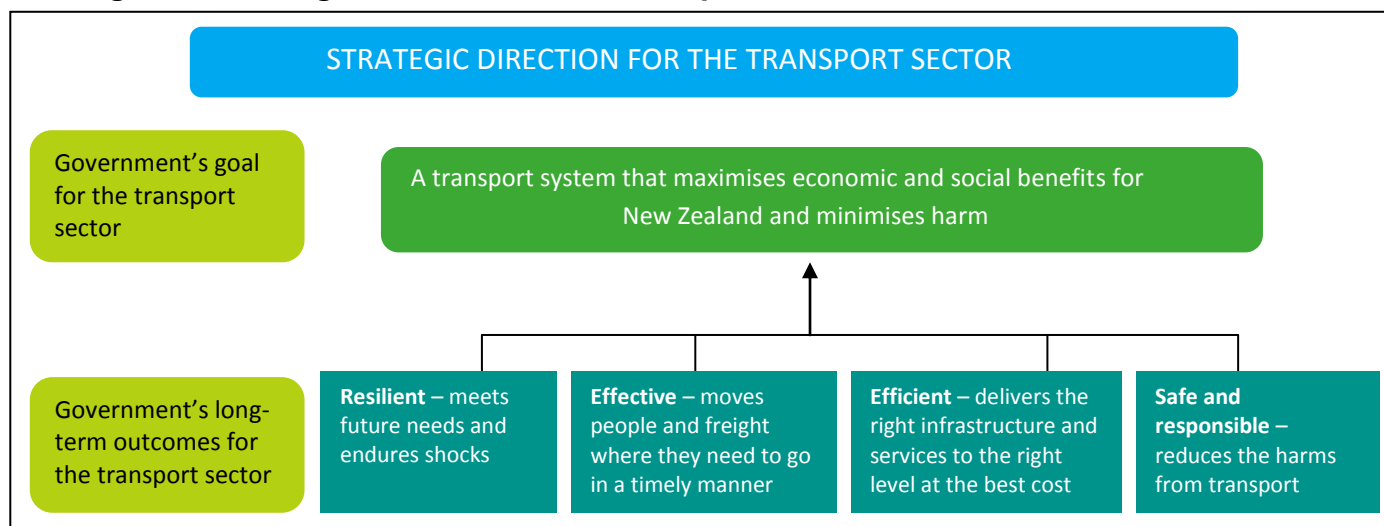 STRATEGIC DIRECTION FOR THE TRANSPORT SECTOR
Government’s goal
for the transport
sector
A transport system that maximises economic and social benefits for
New Zealand and minimises harm
Government’s long-
term outcomes for
the transport sector
Resilient – meets
future needs and
endures shocks
Effective – moves
people and freight
where they need to go
in a timely manner
Efficient – delivers the
right infrastructure and
services to the right
level at the best cost
Safe and
responsible –
reduces the harms
from transport